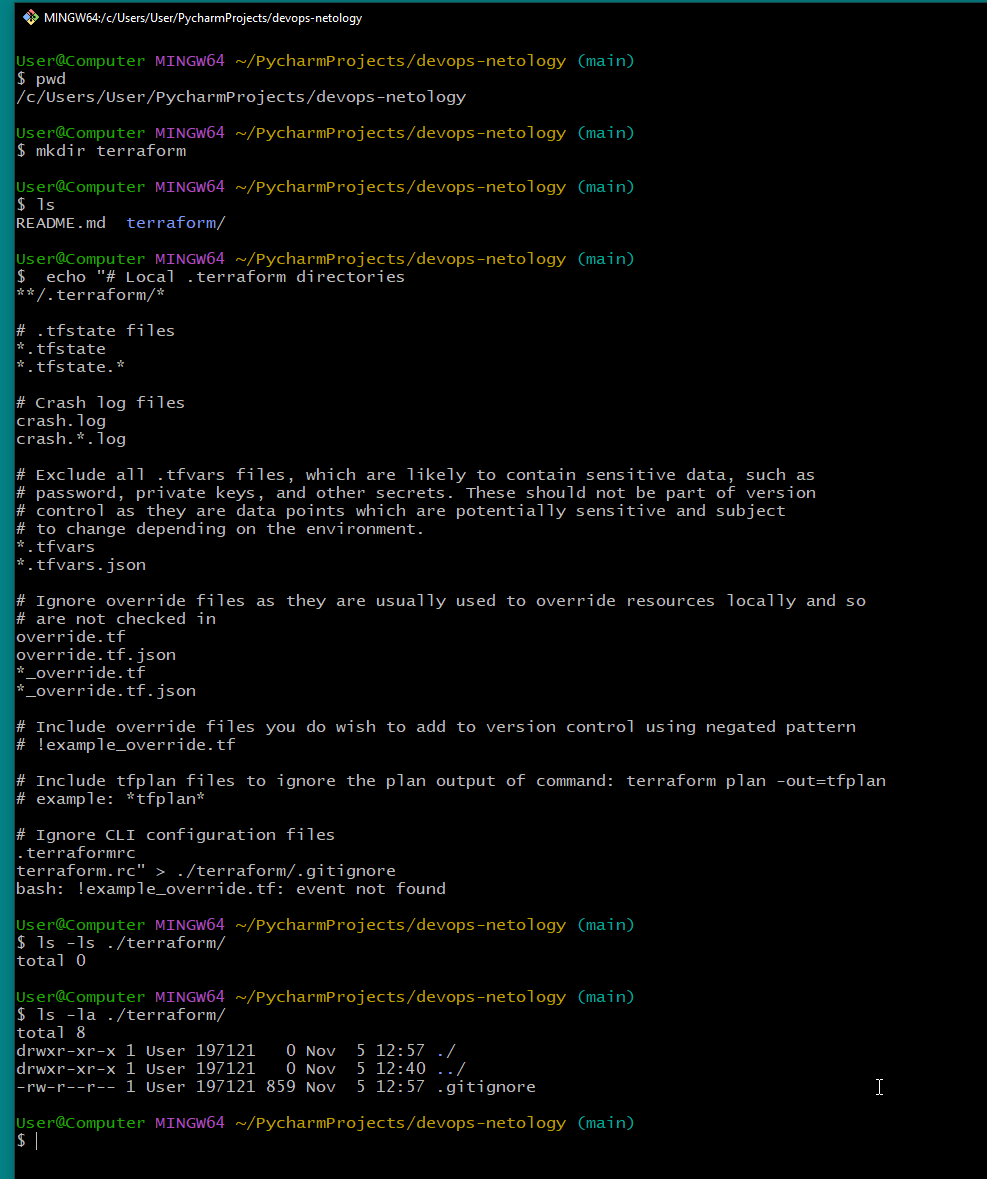 MINGW64:/c/Users/User/PycharmProjects/devops-netology
User@Computer MINGW64 ~/PycharmProjects/devops-netology (main)
$ pwd
/c/Users/User/PycharmProjects/devops-netology
User@Computer MINGW64 ~/PycharmProjects/devops-netology (main)
$ mkdir terraform
User@Computer MINGW64 ~/PycharmProjects/devops-netology (main)
$ ls
README.md  terraform/
User@Computer MINGW64 ~/PycharmProjects/devops-netology (main)
$  echo "# Local .terraform directories
**/.terraform/*
# .tfstate files
*.tfstate
*.tfstate.*
# Crash log files
crash.log
crash.*.log
# Exclude all .tfvars files, which are likely to contain sensitive data, such as
# password, private keys, and other secrets. These should not be part of version
# control as they are data points which are potentially sensitive and subject
# to change depending on the environment.
*.tfvars
*.tfvars.json
# Ignore override files as they are usually used to override resources locally and so
# are not checked in
override.tf
override.tf.json
*_override.tf
*_override.tf.json
# Include override files you do wish to add to version control using negated pattern
# !example_override.tf
# Include tfplan files to ignore the plan output of command: terraform plan -out=tfplan
# example: *tfplan*
# Ignore CLI configuration files
.terraformrc
terraform.rc" > ./terraform/.gitignore
bash: !example_override.tf: event not found
User@Computer MINGW64 ~/PycharmProjects/devops-netology (main)
$ ls -ls ./terraform/
total 0
User@Computer MINGW64 ~/PycharmProjects/devops-netology (main)
$ ls -la ./terraform/
total 8
drwxr-xr-x 1 User 197121   0 Nov  5 12:57 ./
drwxr-xr-x 1 User 197121   0 Nov  5 12:40 ../
-rw-r--r-- 1 User 197121 859 Nov  5 12:57 .gitignore
User@Computer MINGW64 ~/PycharmProjects/devops-netology (main)
$